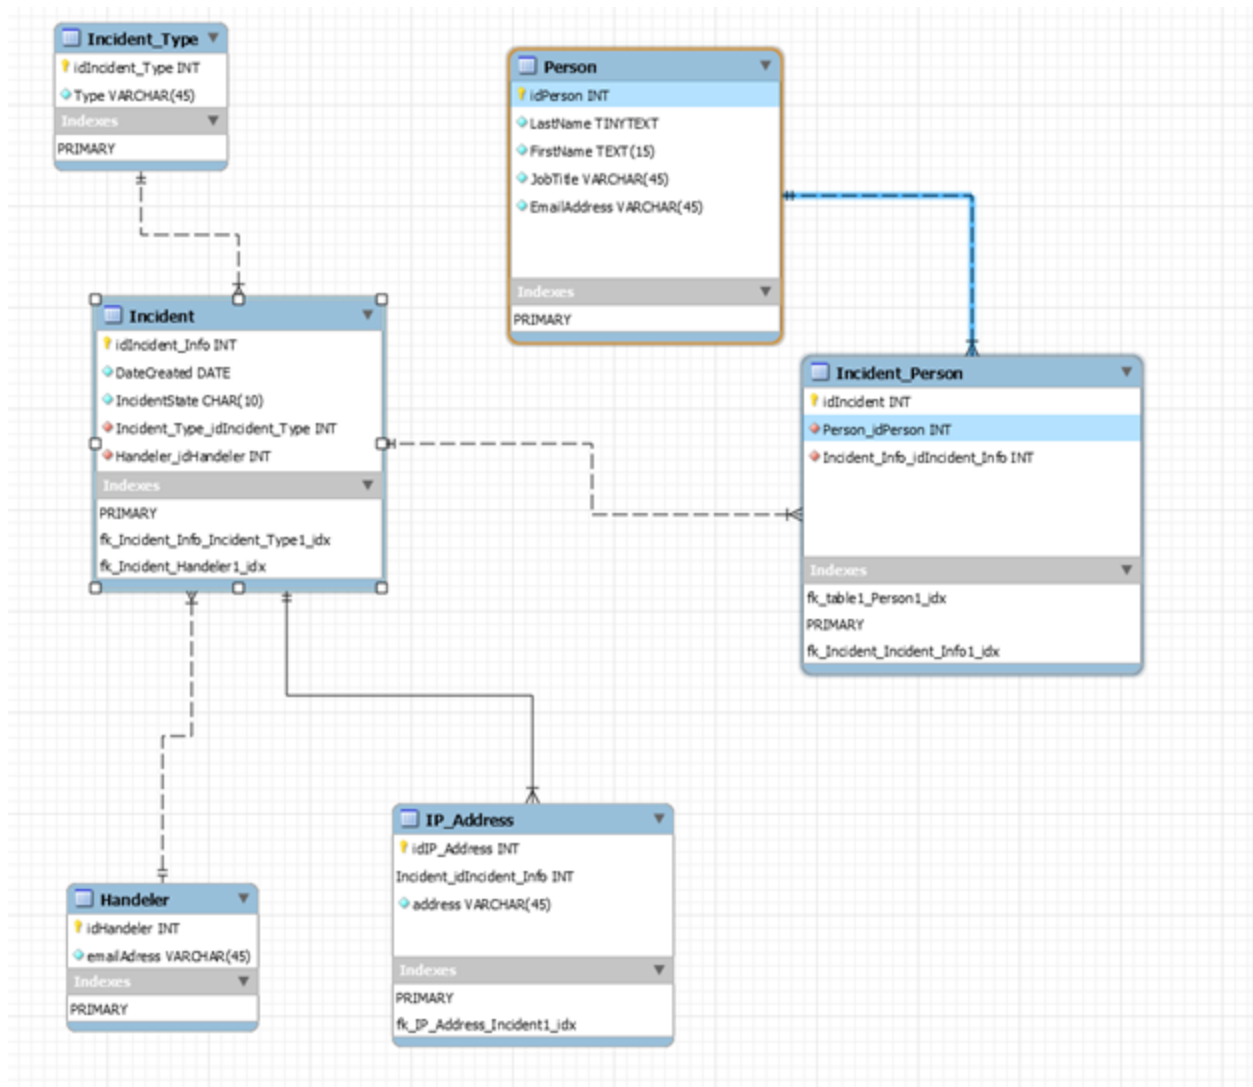 Incident_Type
idIncident_Type INT
Type VARCHAR(45)
Indexes
PRIMARY
Person
idPerson INT
LastName TINYTEXT
FirstName TEXT(15)
JobTitle VARCHAR(45)
EmailAddress VARCHAR(45)
Indexes
PRIMARY
Incident
idIncident_Info INT
DateCreated DATE
IncidentState CHAR(10)
Incident_Type_idIncident_Type INT
Handeler_idHandeler INT
Indexes
PRIMARY
fk_Incident_Info_Incident_Type1_idx
fk_Incident_Handeler1_idx
Incident_Person
idIncident INT
Person_idPerson INT
Incident_Info_idIncident_Info INT
Indexes
fk_table1_Person1_idx
PRIMARY
fk_Incident_Incident_Info1_idx
Handeler
idHandeler INT
emailAdress VARCHAR(45)
Indexes
PRIMARY
IP_Address
idIP_Address INT
Incident_idIncident_Info INT
address VARCHAR(45)
Indexes
PRIMARY
fk_IP_Address_Incident1_idx